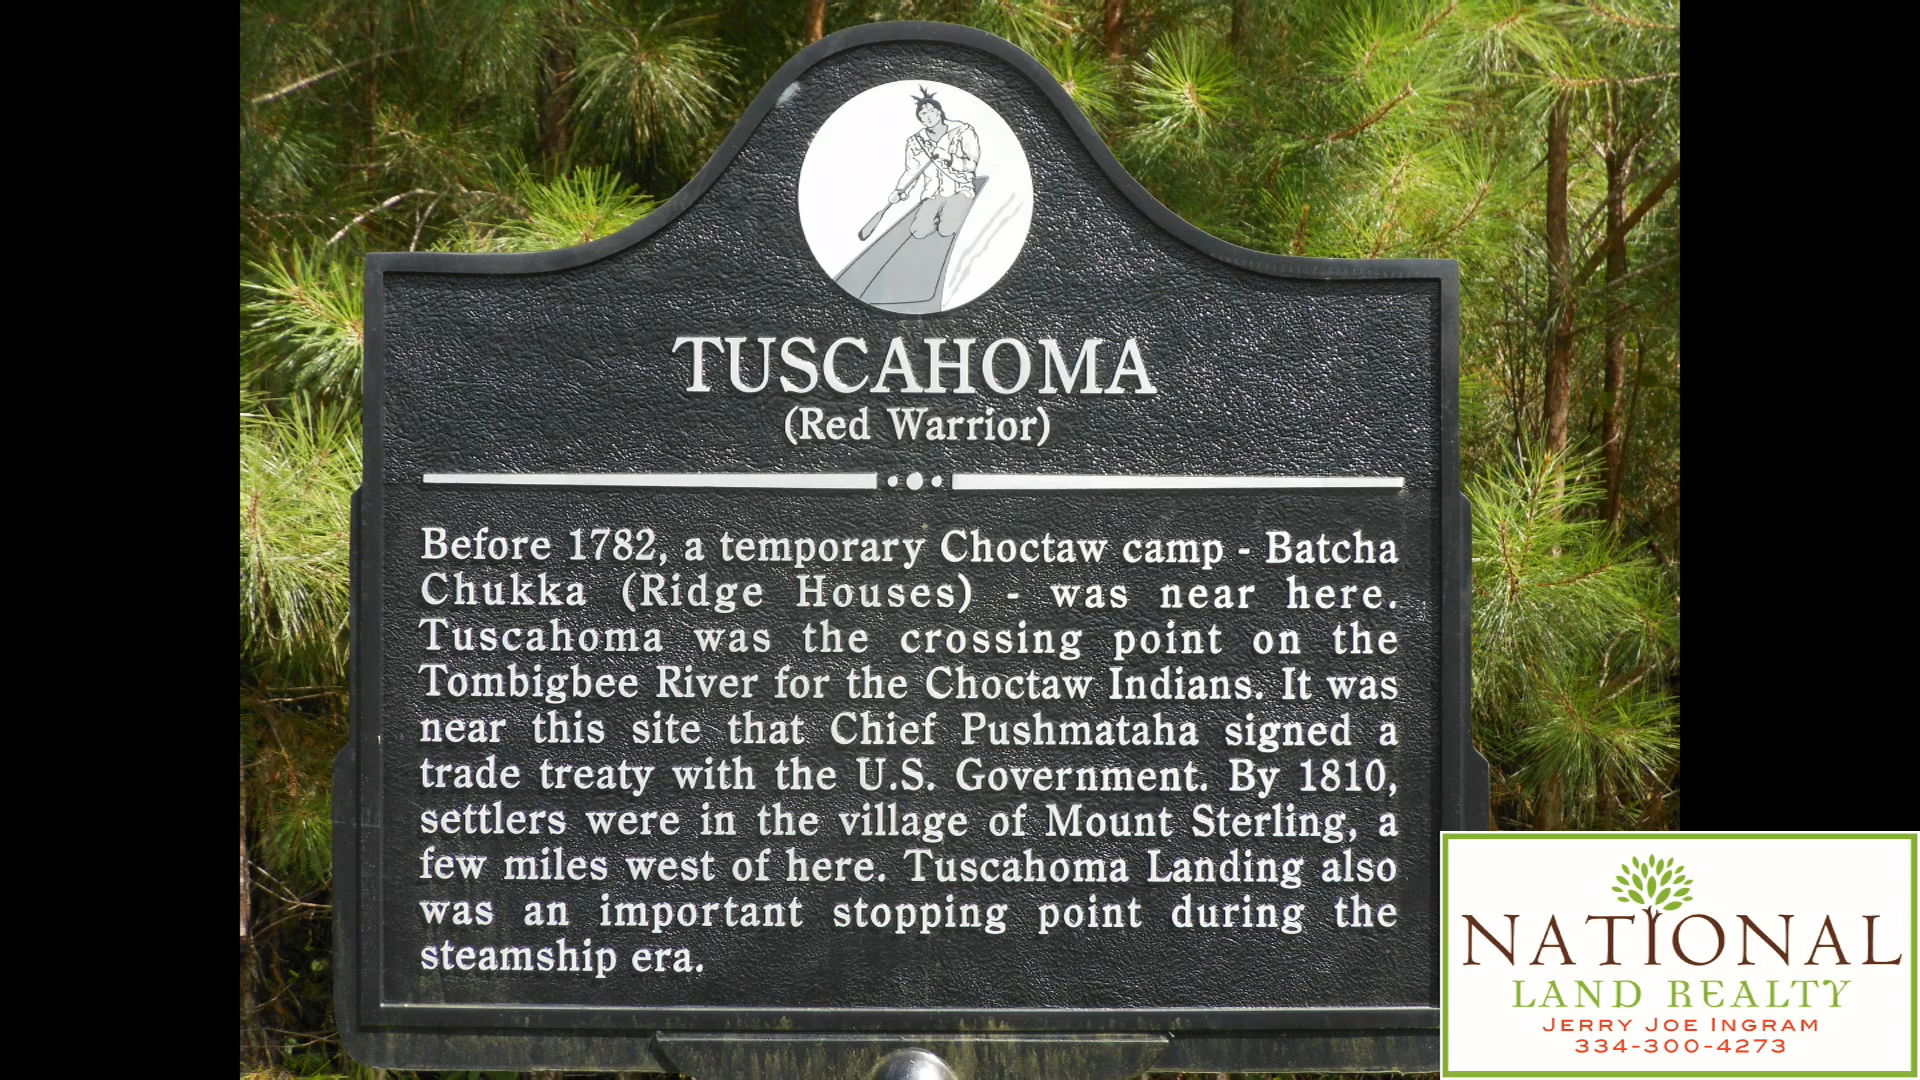 TUSCAHOMA
(Red Warrior)
Before 1782, a temporary Choctaw camp - Batcha
Chukka (Ridge Houses) - was near here.
Tuscahoma was the crossing point on the
Tombigbee River for the Choctaw Indians. It was
near this site that Chief Pushmataha signed a
trade treaty with the U.S. Government. By 1810,
settlers were in the village of Mount Sterling, a
few miles west of here. Tuscahoma Landing also
was an important stopping point during the
steamship era.
NATIONAL
LAND REALTY
JERRY JOE INGRAM
334-300-4273